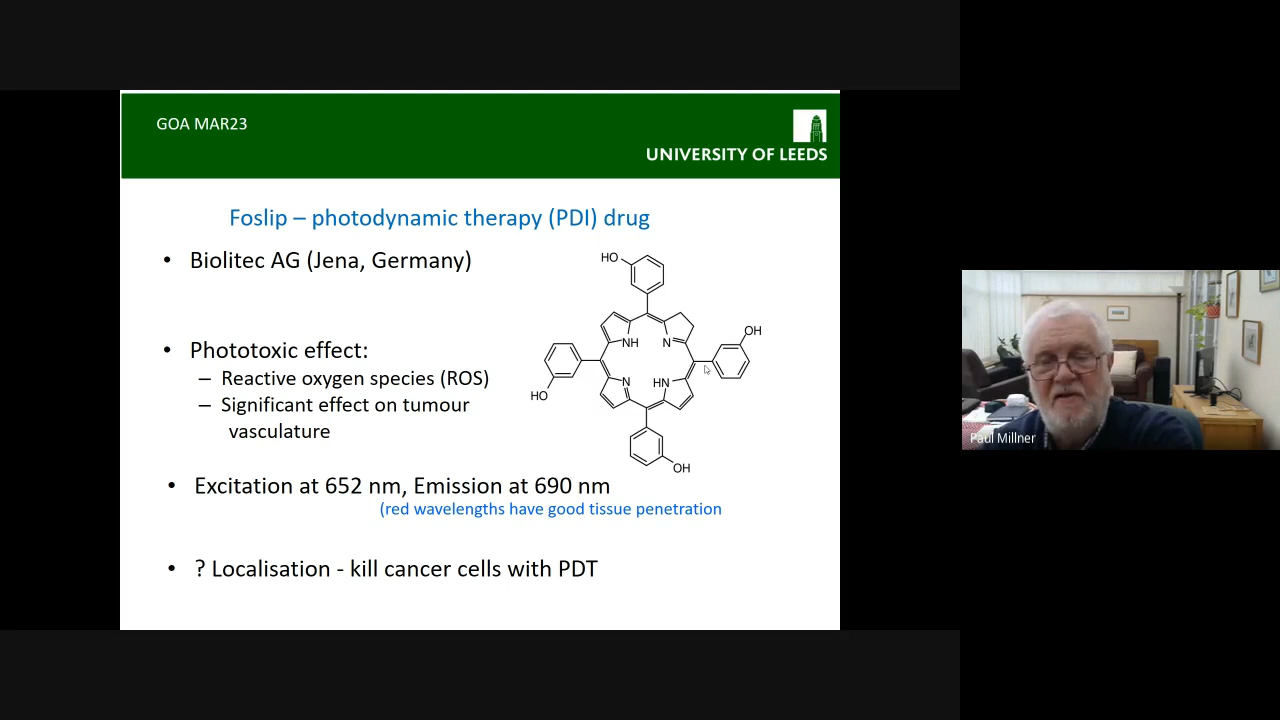 GOA MAR23
UNIVERSITY OF LEEDS
Foslip – photodynamic therapy (PDI) drug
• Biolitec AG (Jena, Germany)
• Phototoxic effect:
– Reactive oxygen species (ROS)
– Significant effect on tumour
vasculature
HO
OH
NH
N
N
HN
HO
OH
• Excitation at 652 nm, Emission at 690 nm
(red wavelengths have good tissue penetration
• ? Localisation - kill cancer cells with PDT
Paul Millner